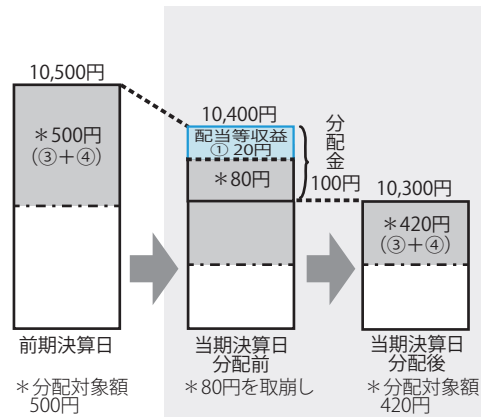 10,500円
＊500円
(③＋④)
前期決算日
＊分配対象額
500円
10,400円
配当等収益
① 20円
＊80円
分配金
100円
当期決算日
分配前
＊80円を取崩し
10,300円
＊420円
(③＋④)
当期決算日
分配後
＊分配対象額
420円